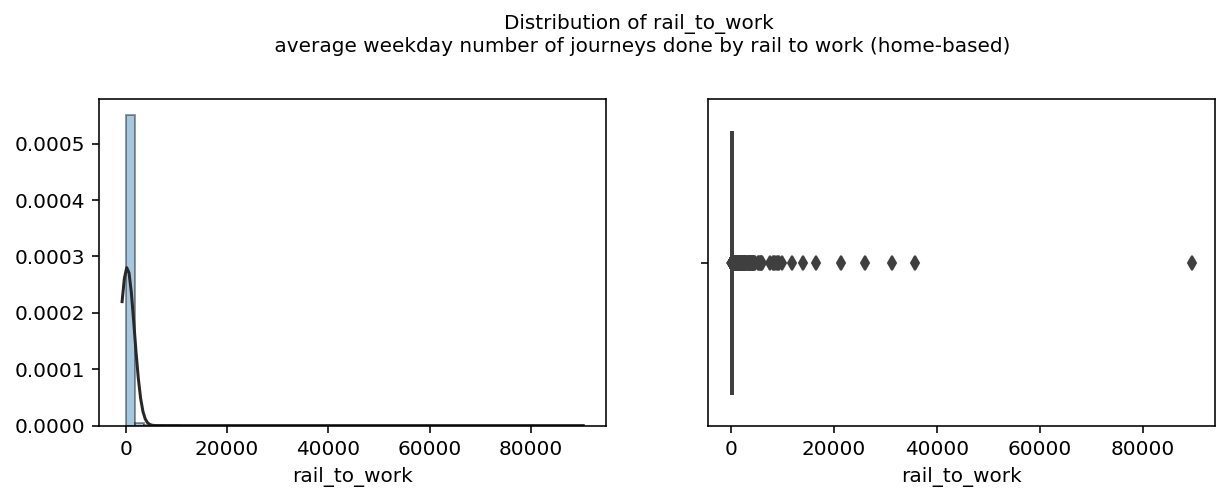 Distribution of rail_to_work
average weekday number of journeys done by rail to work (home-based)
0.0005
0.0004
0.0003
0.0002
0.0001
0.0000
0 20000 40000 60000 80000
rail_to_work
0 20000 40000 60000 80000
rail_to_work